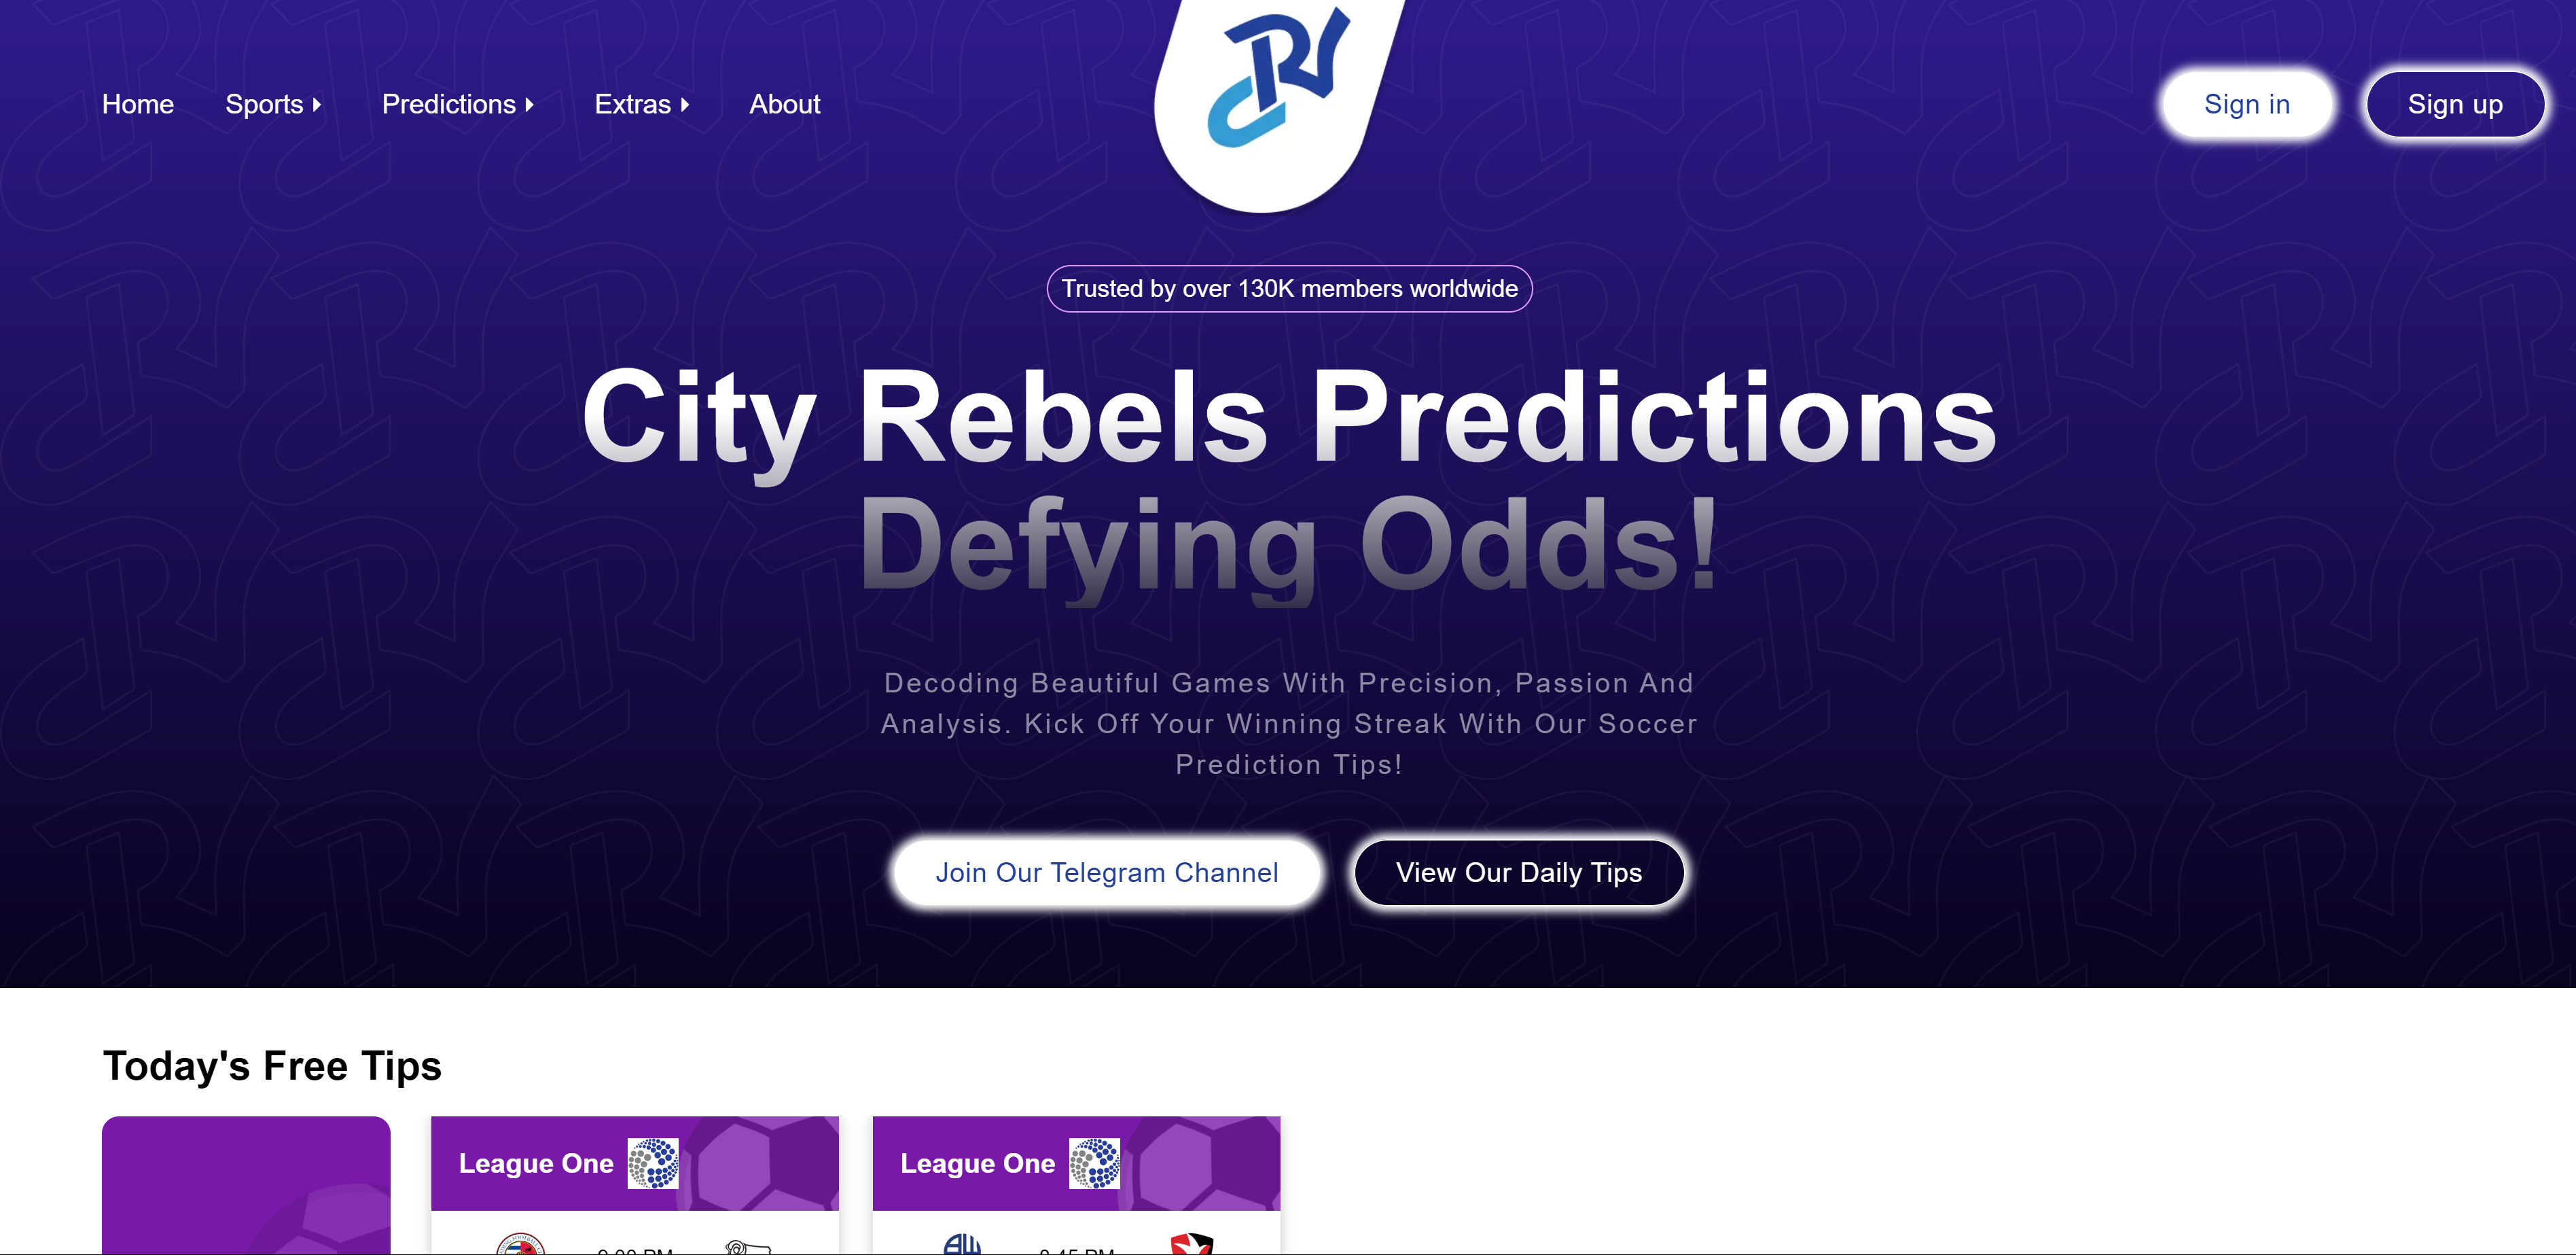 Home Sports Predictions Extras About
Sign in Sign up
Trusted by over 130K members worldwide
City Rebels Predictions
Defying Odds!
Decoding Beautiful Games With Precision, Passion And
Analysis. Kick Off Your Winning Streak With Our Soccer
Prediction Tips!
Join Our Telegram Channel View Our Daily Tips
Today's Free Tips
League One
League One